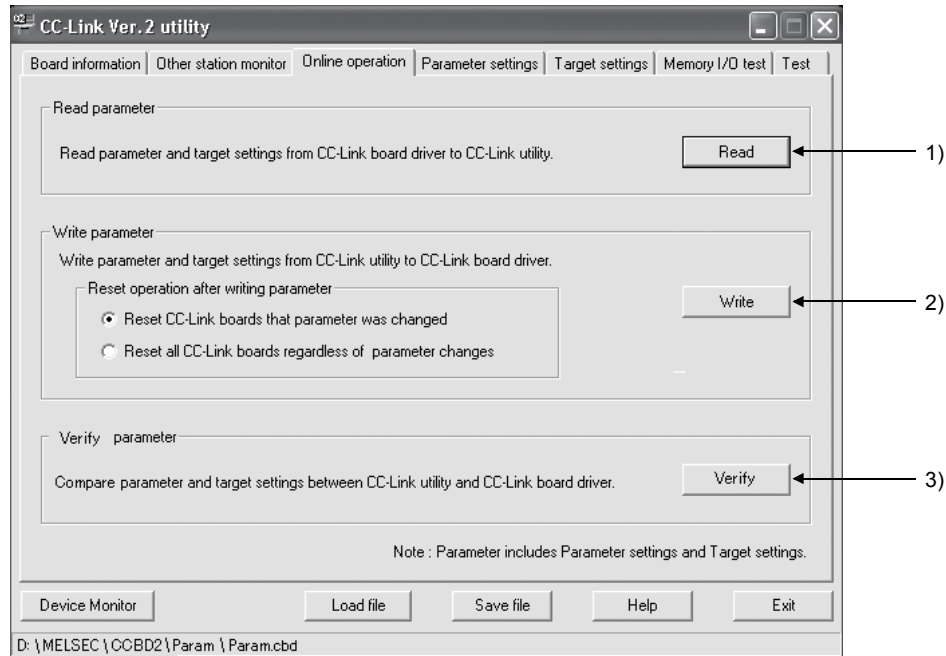 CC-Link Ver.2 utility
Board information Other station monitor Online operation Parameter settings Target settings Memory I/O test Test
Read parameter
Read parameter and target settings from CC-Link board driver to CC-Link utility.
Read
1)
Write parameter
Write parameter and target settings from CC-Link utility to CC-Link board driver.
Reset operation after writing parameter
Reset CC-Link boards that parameter was changed
Reset all CC-Link boards regardless of parameter changes
Write
2)
Verify parameter
Compare parameter and target settings between CC-Link utility and CC-Link board driver.
Verify
3)
Note : Parameter includes Parameter settings and Target settings.
Device Monitor Load file Save file Help Exit
D:\MELSEC\CCBD2\Param\Param.cbd